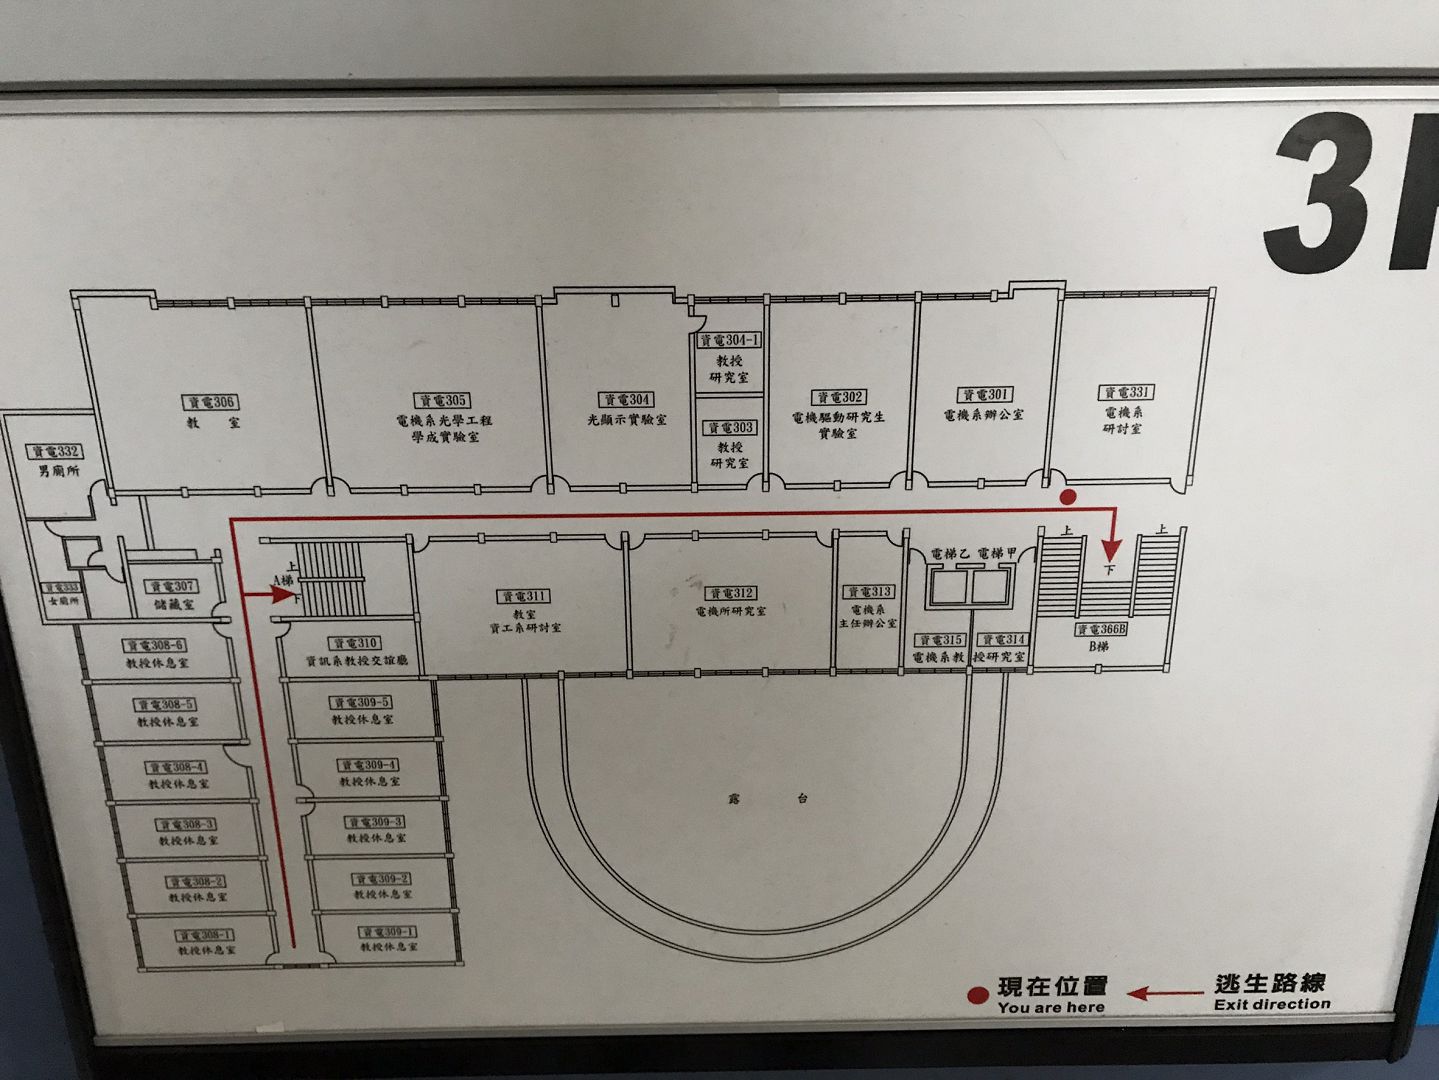 3F
資電304-1
教授
研究室
資電306
教　室
資電305
電機系光學工程
學成實驗室
資電304
光顯示實驗室
資電303
教授
研究室
資電302
電機驅動研究生
實驗室
資電301
電機系辦公室
資電331
電機系
研討室
資電332
男廁所
資電333
女廁所
資電307
儲藏室
上
A梯
下
資電311
教室
資工系研討室
資電312
電機所研究室
資電313
電機系
主任辦公室
電梯乙 電梯甲
資電315 資電314
電機系教授研究室
上
上
下
資電366B
B梯
資電308-6
教授休息室
資電310
資訊系教授交誼廳
資電308-5
教授休息室
資電309-5
教授休息室
資電308-4
教授休息室
資電309-4
教授休息室
資電308-3
教授休息室
資電309-3
教授休息室
資電308-2
教授休息室
資電309-2
教授休息室
資電308-1
教授休息室
資電309-1
教授休息室
露　台
現在位置
You are here
逃生路線
Exit direction